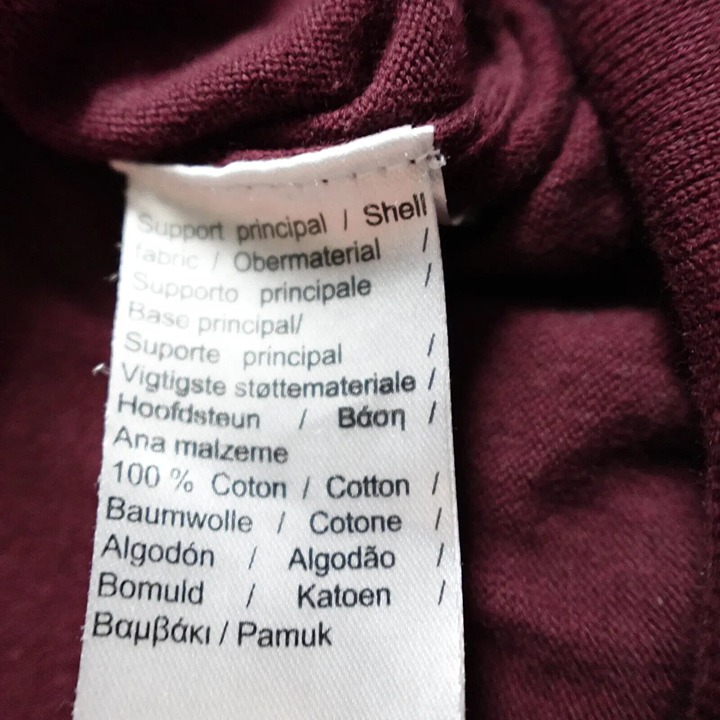 Support principal / Shell
fabric / Obermaterial /
Supporto principale /
Base principal/
Suporte principal /
Vigtigste støttemateriale /
Hoofdsteun / Βάση /
Ana malzeme
100 % Coton / Cotton /
Baumwolle / Cotone /
Algodón / Algodão /
Bomuld / Katoen /
Βαμβάκι / Pamuk